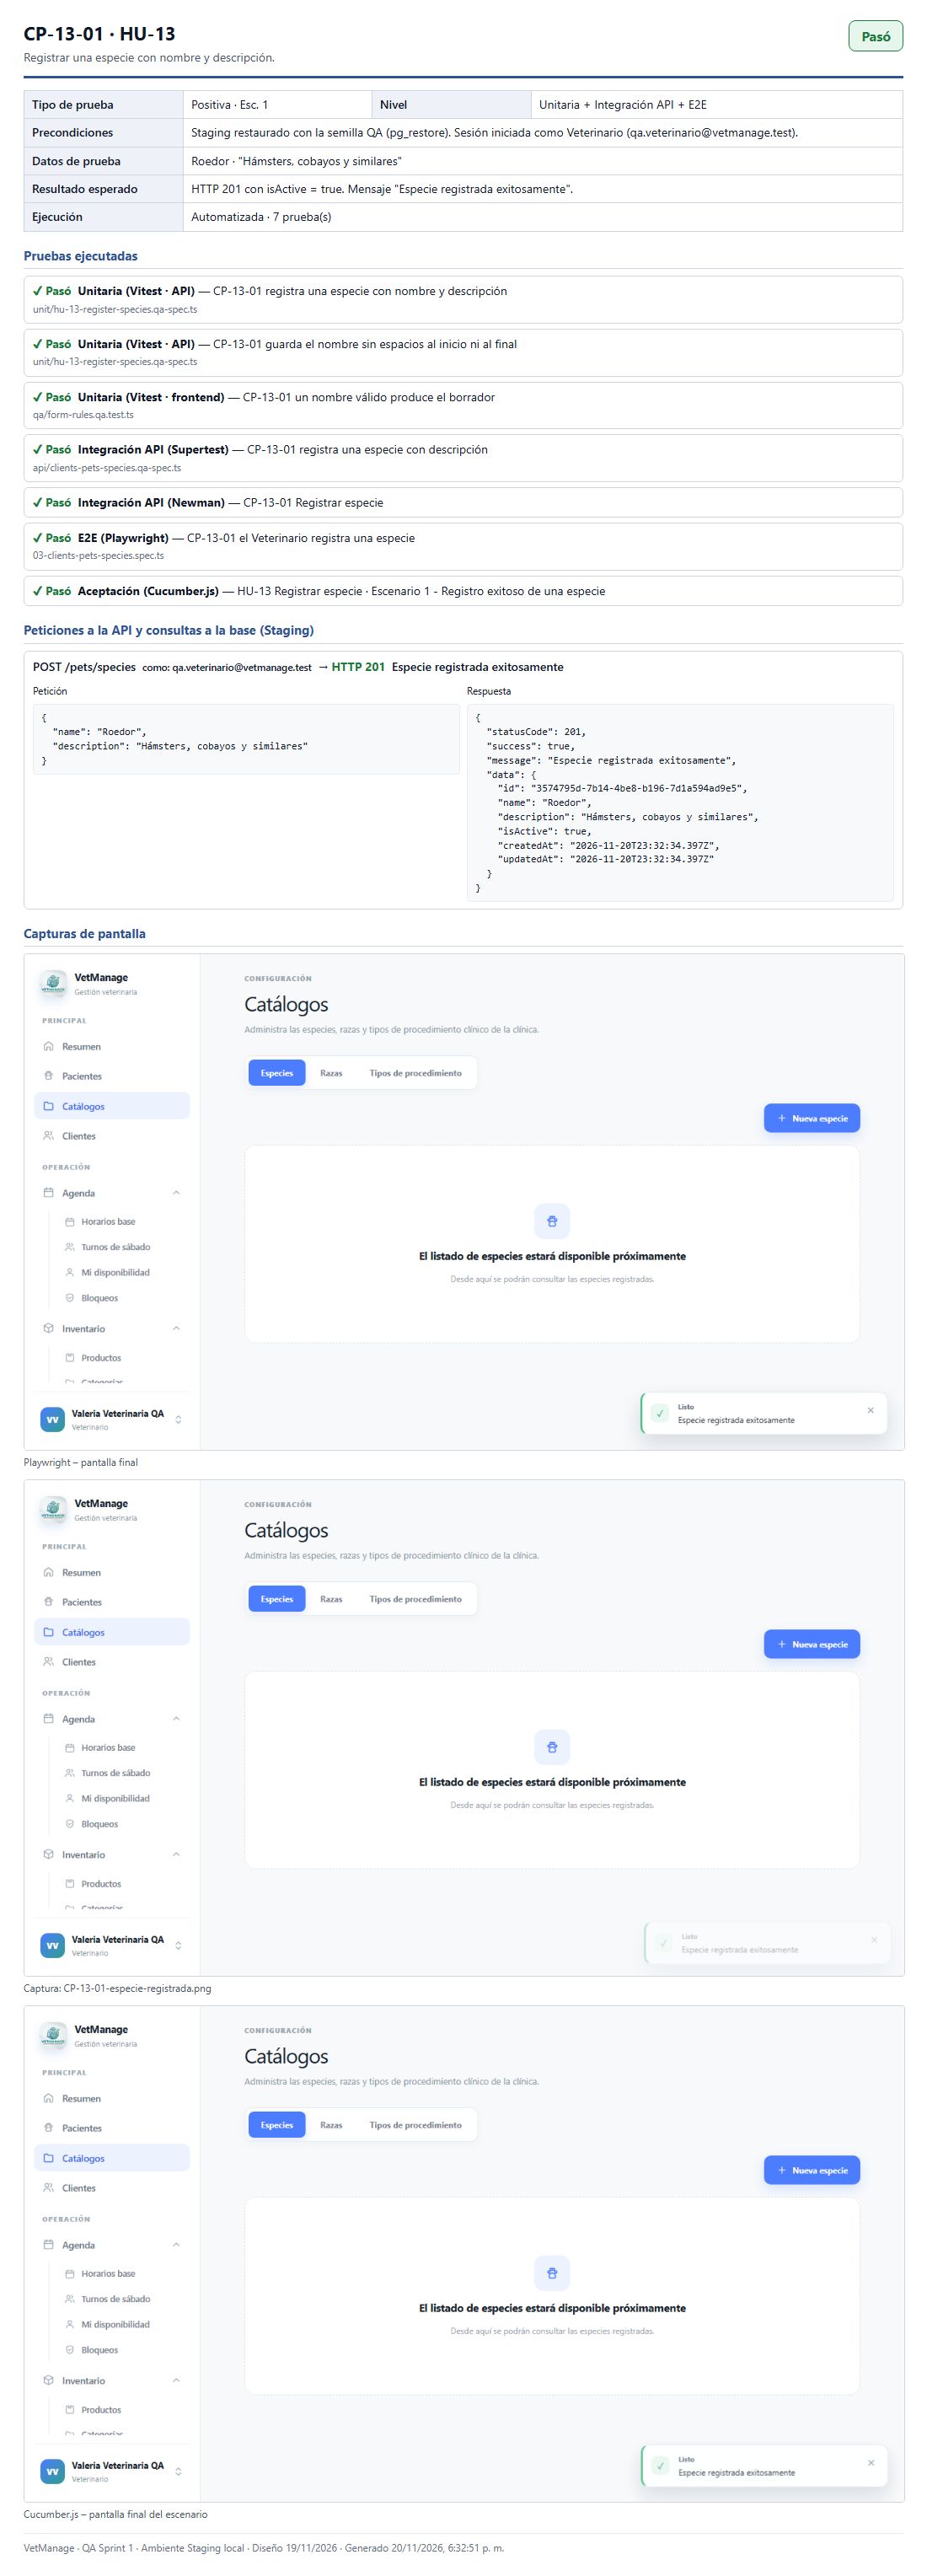 CP-13-01 · HU-13
Pasó
Registrar una especie con nombre y descripción.
Tipo de prueba Positiva · Esc. 1 Nivel Unitaria + Integración API + E2E
Precondiciones Staging restaurado con la semilla QA (pg_restore). Sesión iniciada como Veterinario (qa.veterinario@vetmanage.test).
Datos de prueba Roedor · "Hámsters, cobayos y similares"
Resultado esperado HTTP 201 con isActive = true. Mensaje "Especie registrada exitosamente".
Ejecución Automatizada · 7 prueba(s)
Pruebas ejecutadas
✓ Pasó Unitaria (Vitest · API) — CP-13-01 registra una especie con nombre y descripción
unit/hu-13-register-species.qa-spec.ts
✓ Pasó Unitaria (Vitest · API) — CP-13-01 guarda el nombre sin espacios al inicio ni al final
unit/hu-13-register-species.qa-spec.ts
✓ Pasó Unitaria (Vitest · frontend) — CP-13-01 un nombre válido produce el borrador
qa/form-rules.qa.test.ts
✓ Pasó Integración API (Supertest) — CP-13-01 registra una especie con descripción
api/clients-pets-species.qa-spec.ts
✓ Pasó Integración API (Newman) — CP-13-01 Registrar especie
✓ Pasó E2E (Playwright) — CP-13-01 el Veterinario registra una especie
03-clients-pets-species.spec.ts
✓ Pasó Aceptación (Cucumber.js) — HU-13 Registrar especie · Escenario 1 - Registro exitoso de una especie
Peticiones a la API y consultas a la base (Staging)
POST /pets/species como: qa.veterinario@vetmanage.test → HTTP 201 Especie registrada exitosamente
Petición
{
"name": "Roedor",
"description": "Hámsters, cobayos y similares"
}
Respuesta
{
"statusCode": 201,
"success": true,
"message": "Especie registrada exitosamente",
"data": {
"id": "3574795d-7b14-4be8-b196-7d1a594ad9e5",
"name": "Roedor",
"description": "Hámsters, cobayos y similares",
"isActive": true,
"createdAt": "2026-11-20T23:32:34.397Z",
"updatedAt": "2026-11-20T23:32:34.397Z"
}
}
Capturas de pantalla
VetManage
Gestión veterinaria
PRINCIPAL
Resumen
Pacientes
Catálogos
Clientes
OPERACIÓN
Agenda
Horarios base
Turnos de sábado
Mi disponibilidad
Bloqueos
Inventario
Productos
Categorías
VV
Valeria Veterinaria QA
Veterinario
CONFIGURACIÓN
Catálogos
Administra las especies, razas y tipos de procedimiento clínico de la clínica.
Especies Razas Tipos de procedimiento
+ Nueva especie
El listado de especies estará disponible próximamente
Desde aquí se podrán consultar las especies registradas.
Listo
Especie registrada exitosamente
Playwright – pantalla final
VetManage
Gestión veterinaria
PRINCIPAL
Resumen
Pacientes
Catálogos
Clientes
OPERACIÓN
Agenda
Horarios base
Turnos de sábado
Mi disponibilidad
Bloqueos
Inventario
Productos
Categorías
VV
Valeria Veterinaria QA
Veterinario
CONFIGURACIÓN
Catálogos
Administra las especies, razas y tipos de procedimiento clínico de la clínica.
Especies Razas Tipos de procedimiento
+ Nueva especie
El listado de especies estará disponible próximamente
Desde aquí se podrán consultar las especies registradas.
Listo
Especie registrada exitosamente
Captura: CP-13-01-especie-registrada.png
VetManage
Gestión veterinaria
PRINCIPAL
Resumen
Pacientes
Catálogos
Clientes
OPERACIÓN
Agenda
Horarios base
Turnos de sábado
Mi disponibilidad
Bloqueos
Inventario
Productos
Categorías
VV
Valeria Veterinaria QA
Veterinario
CONFIGURACIÓN
Catálogos
Administra las especies, razas y tipos de procedimiento clínico de la clínica.
Especies Razas Tipos de procedimiento
+ Nueva especie
El listado de especies estará disponible próximamente
Desde aquí se podrán consultar las especies registradas.
Listo
Especie registrada exitosamente
Cucumber.js – pantalla final del escenario
VetManage · QA Sprint 1 · Ambiente Staging local · Diseño 19/11/2026 · Generado 20/11/2026, 6:32:51 p. m.